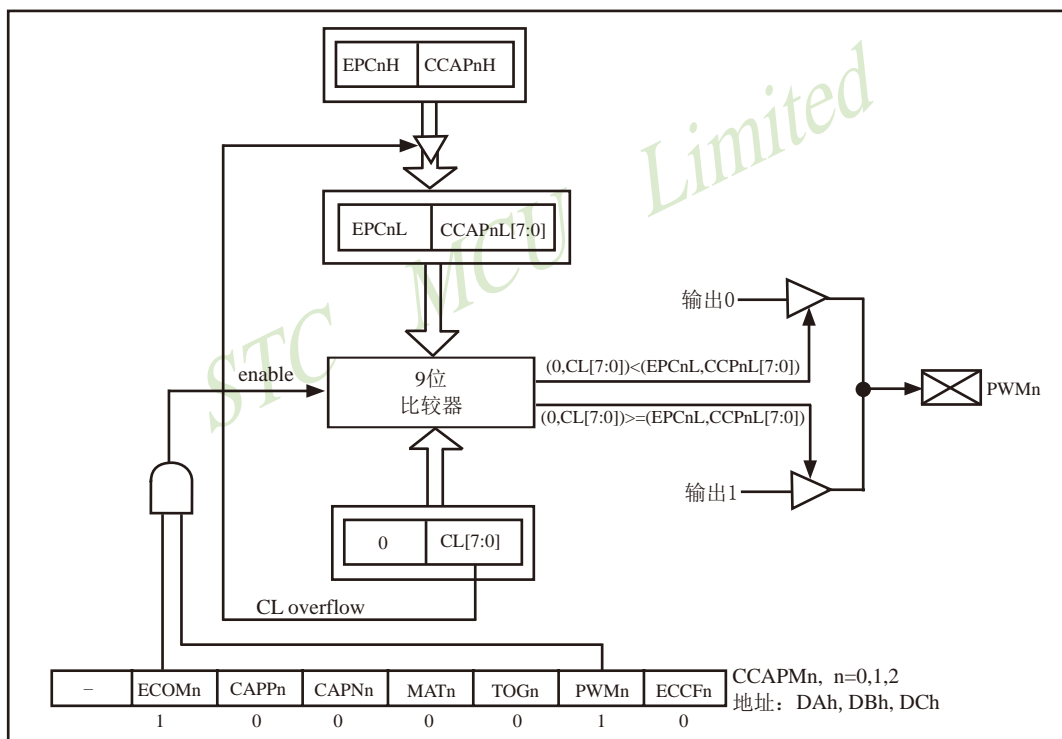 EPCnH CCAPnH
EPCnL CCAPnL[7:0]
STC MCU Limited
输出0
enable
9位
比较器
(0,CL[7:0])<(EPCnL,CCPnL[7:0])
(0,CL[7:0])>=(EPCnL,CCPnL[7:0])
PWMn
输出1
0 CL[7:0]
CL overflow
– ECOMn CAPPn CAPNn MATn TOGn PWMn ECCFn
1 0 0 0 0 1 0
CCAPMn, n=0,1,2
地址：DAh, DBh, DCh